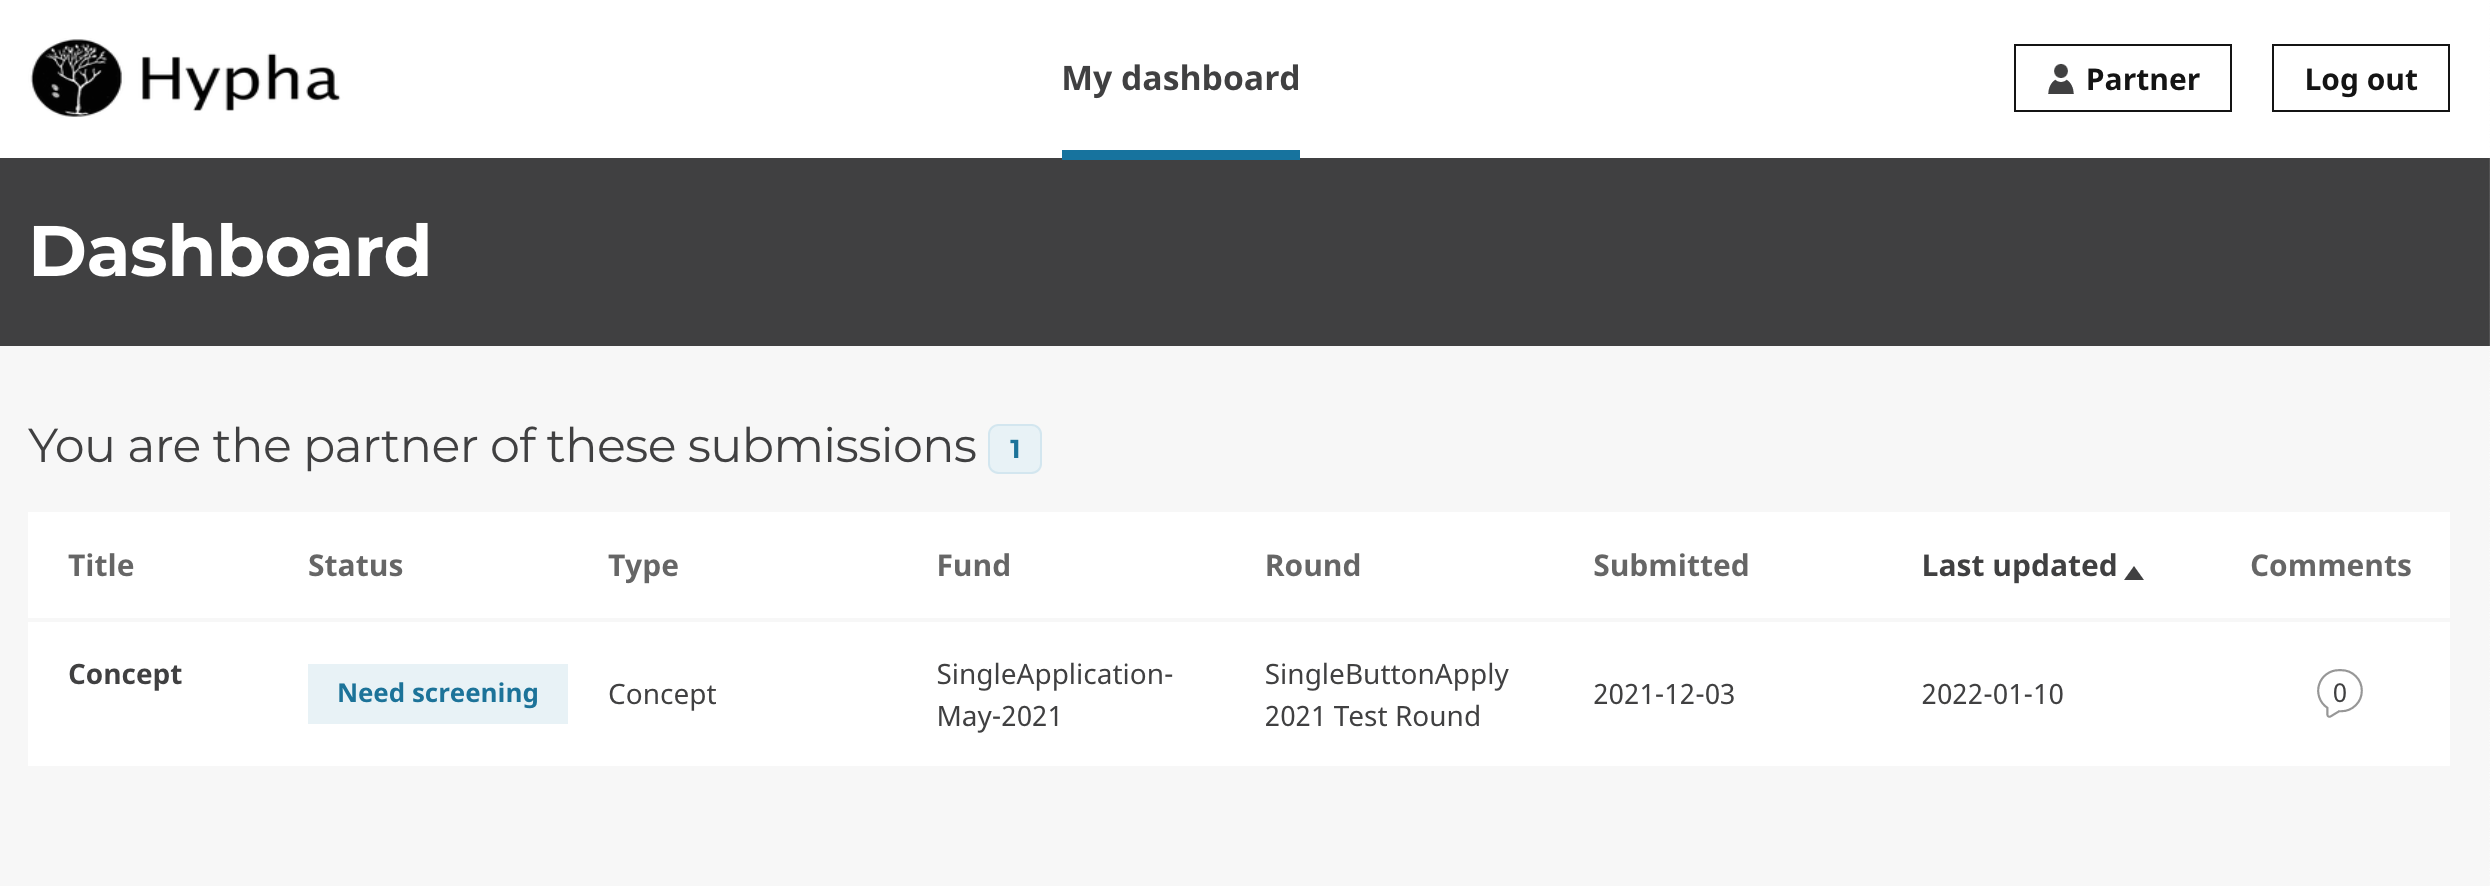 Hypha
My dashboard
Partner
Log out
Dashboard
You are the partner of these submissions 1
Title Status Type Fund Round Submitted Last updated Comments
Concept Need screening Concept SingleApplication- SingleButtonApply 2021-12-03 2022-01-10 0
May-2021 2021 Test Round